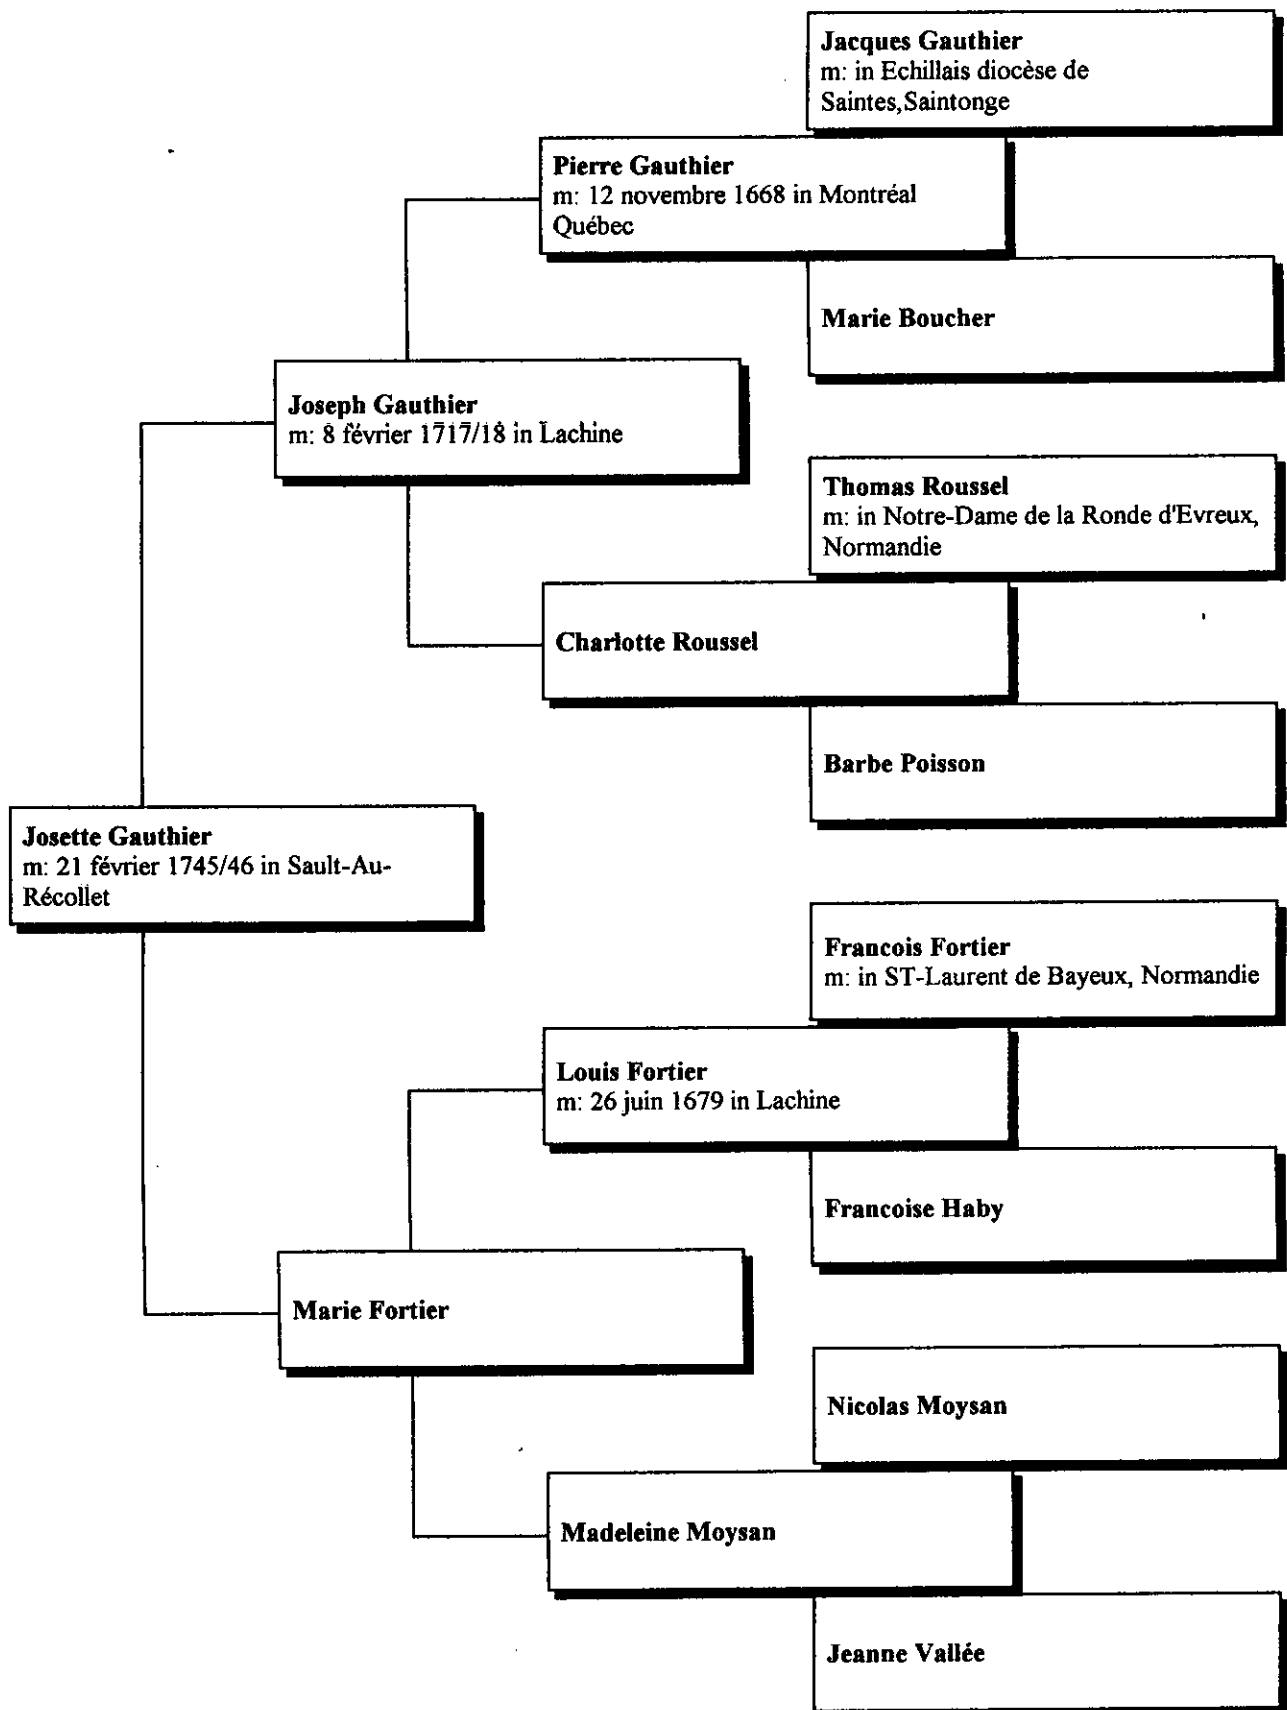 Jacques Gauthier
m: in Echillais diocèse de
Saintes,Saintonge
Pierre Gauthier
m: 12 novembre 1668 in Montréal
Québec
Marie Boucher
Joseph Gauthier
m: 8 février 1717/18 in Lachine
Thomas Roussel
m: in Notre-Dame de la Ronde d'Evreux,
Normandie
Charlotte Roussel
Barbe Poisson
Josette Gauthier
m: 21 février 1745/46 in Sault-Au-
Récollet
Francois Fortier
m: in ST-Laurent de Bayeux, Normandie
Louis Fortier
m: 26 juin 1679 in Lachine
Francoise Haby
Marie Fortier
Nicolas Moysan
Madeleine Moysan
Jeanne Vallée